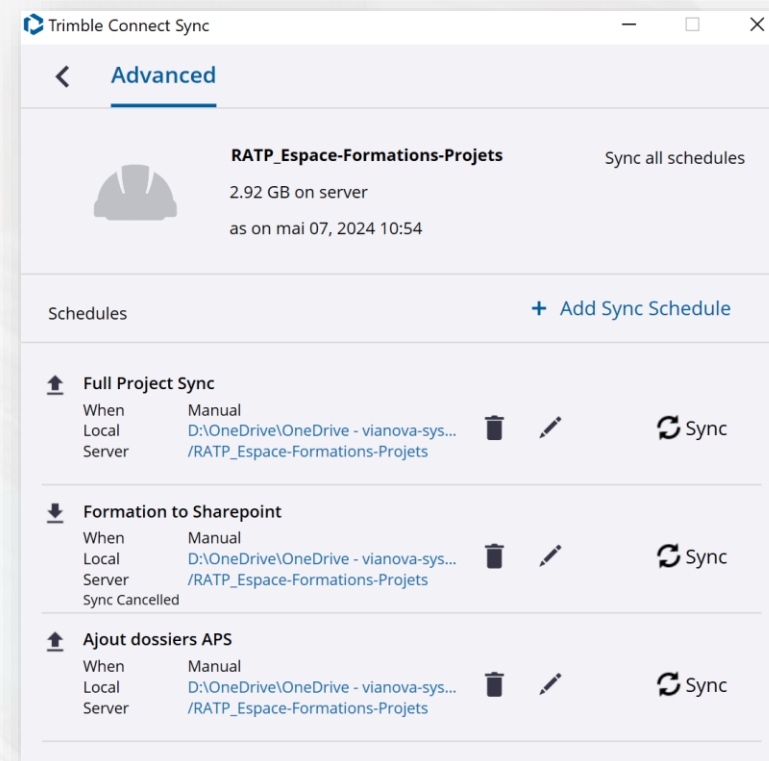 Trimble Connect Sync
Advanced
RATP_Espace-Formations-Projets
Sync all schedules
2.92 GB on server
as on mai 07, 2024 10:54
Schedules
+ Add Sync Schedule
Full Project Sync
When Manual
Local D:\OneDrive\OneDrive - vianova-sys...
Server /RATP_Espace-Formations-Projets
Sync
Formation to Sharepoint
When Manual
Local D:\OneDrive\OneDrive - vianova-sys...
Server /RATP_Espace-Formations-Projets
Sync Cancelled
Sync
Ajout dossiers APS
When Manual
Local D:\OneDrive\OneDrive - vianova-sys...
Server /RATP_Espace-Formations-Projets
Sync